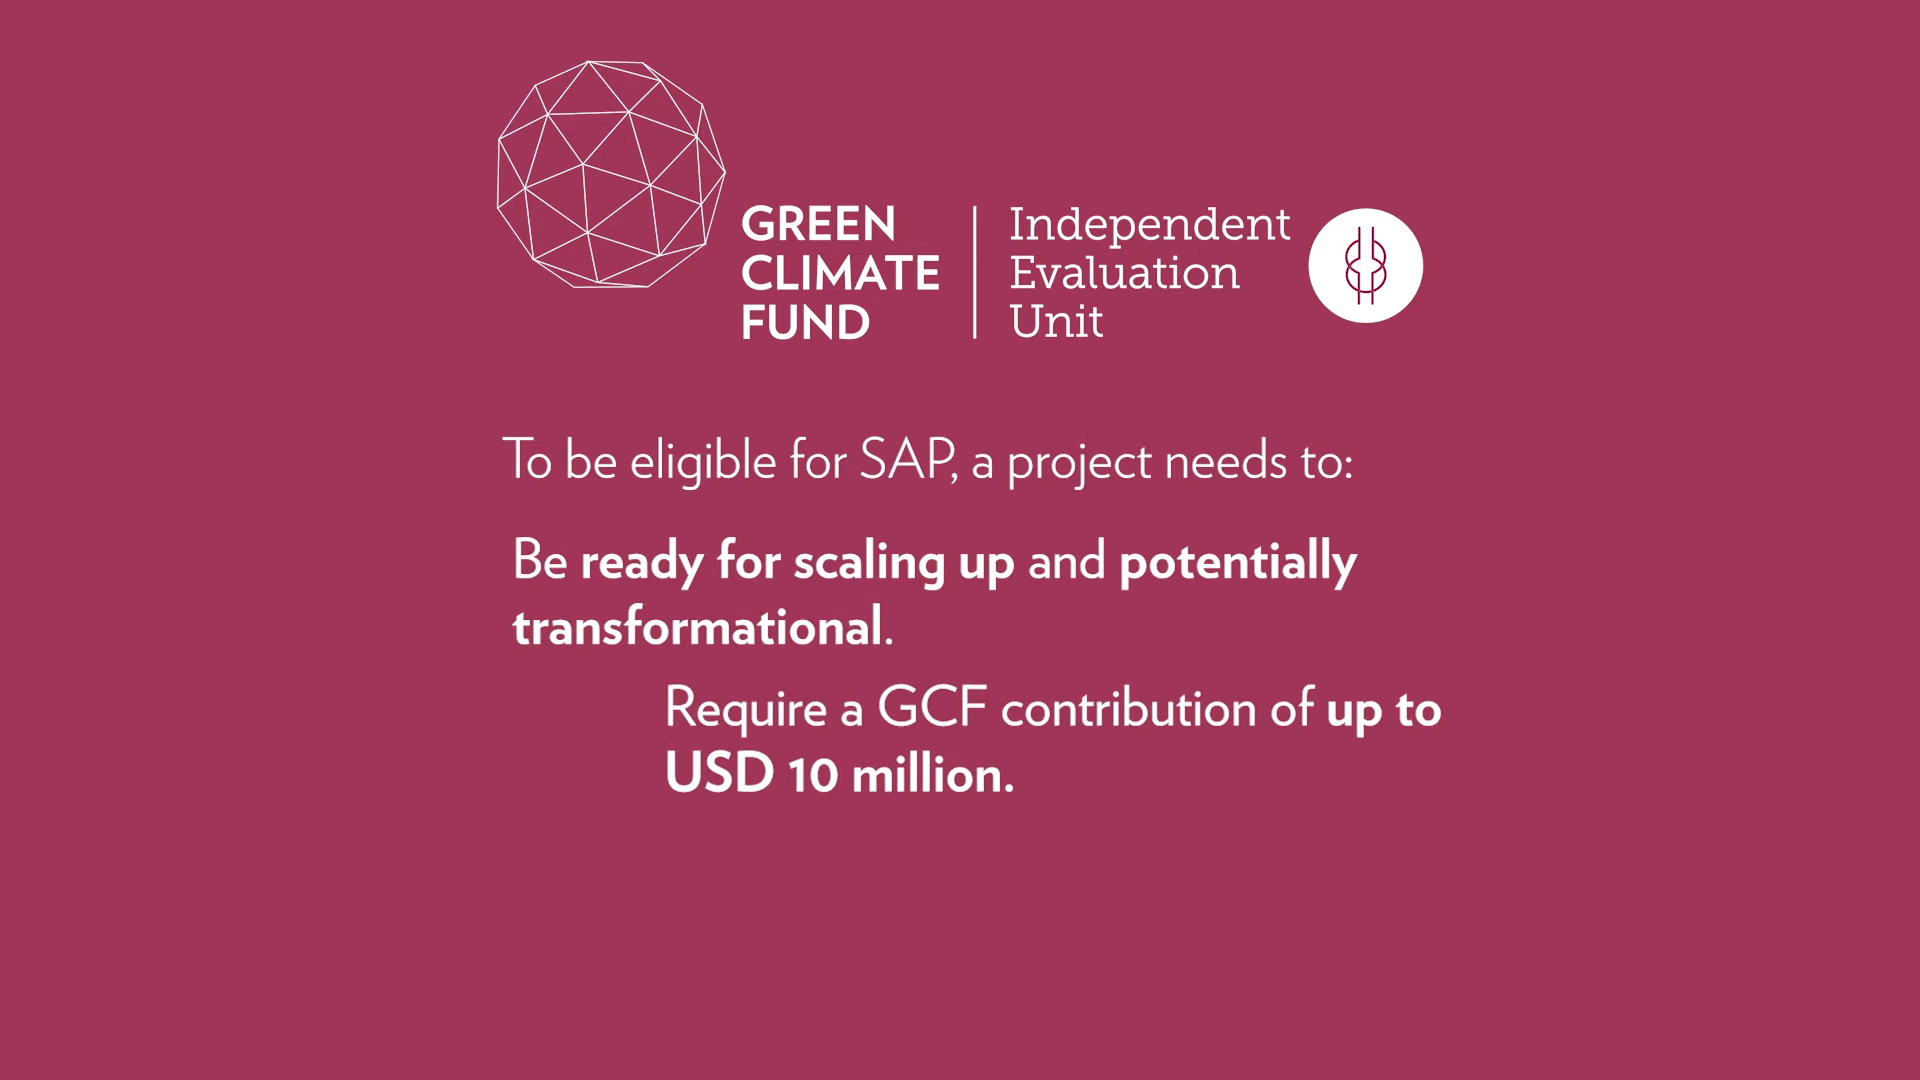 GREEN
CLIMATE
FUND
Independent
Evaluation
Unit
To be eligible for SAP, a project needs to:
Be ready for scaling up and potentially
transformational.
Require a GCF contribution of up to
USD 10 million.